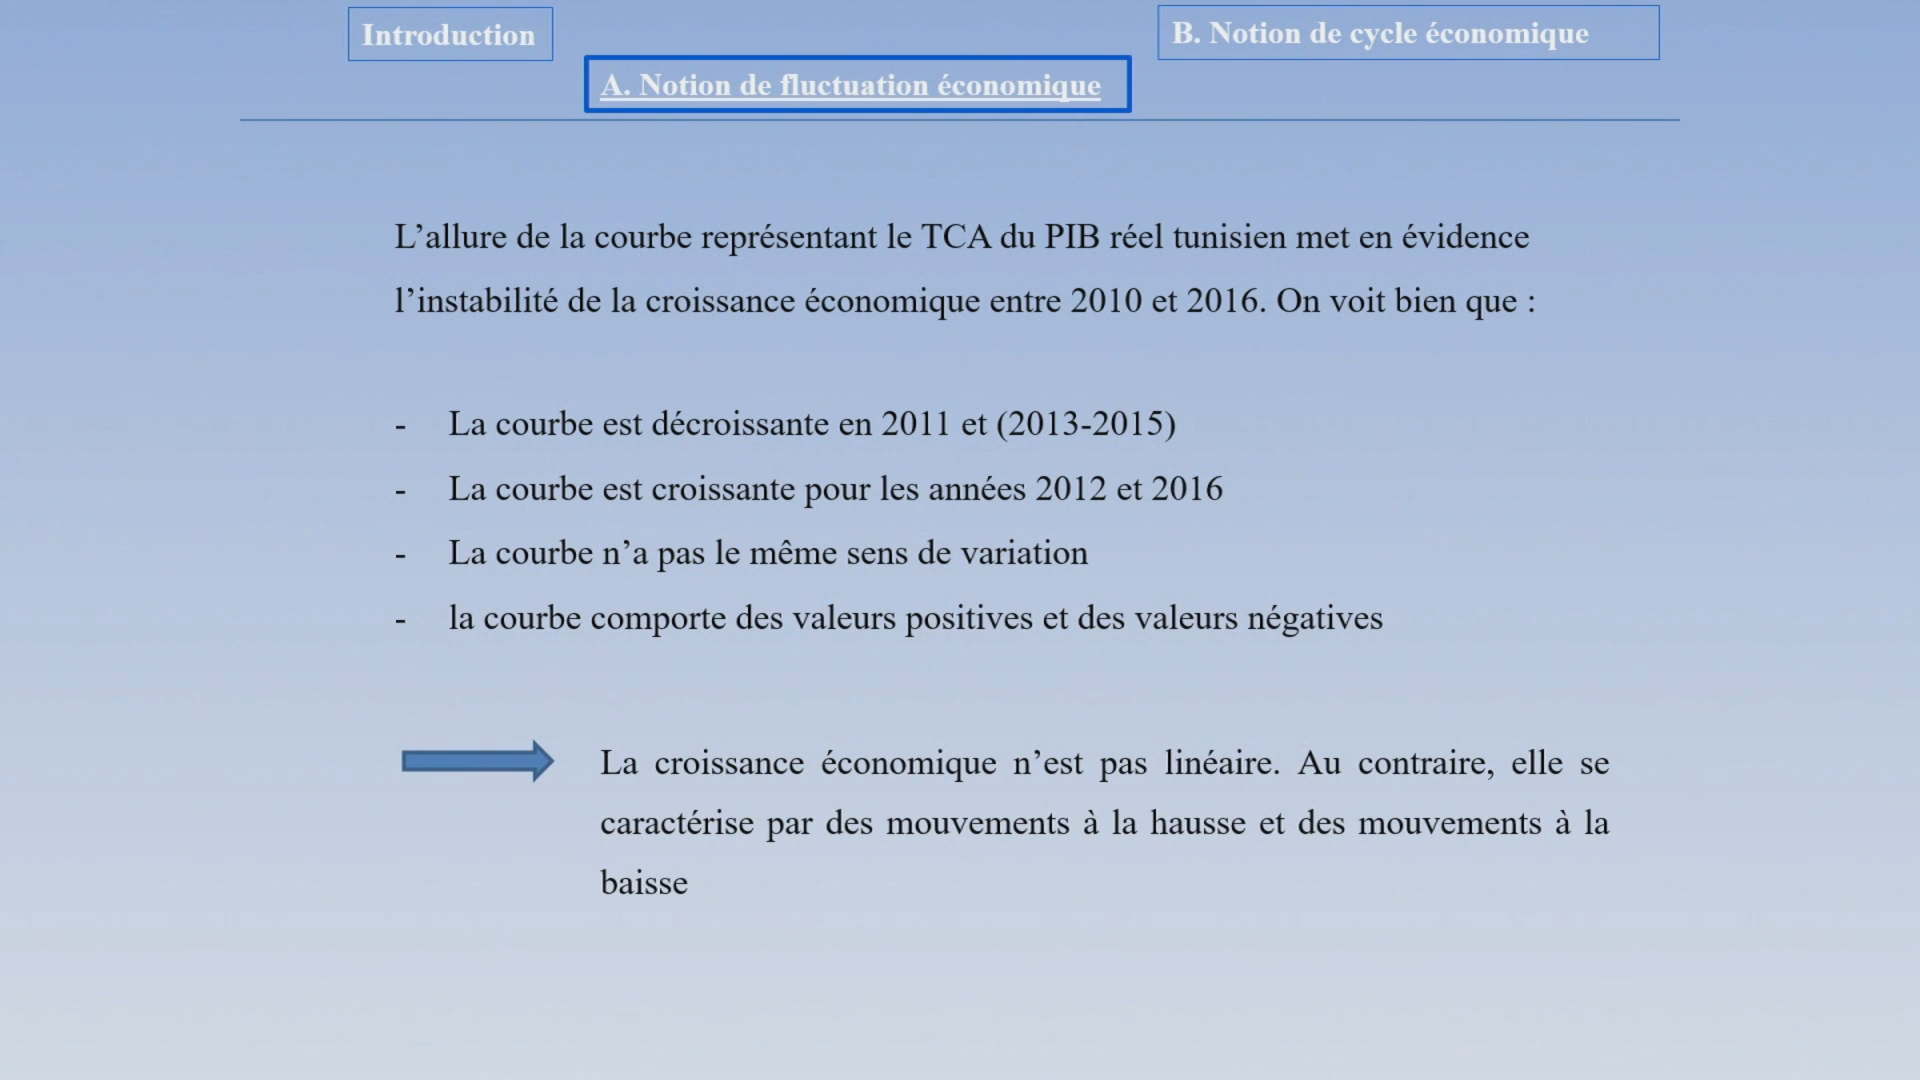 Introduction
B. Notion de cycle économique
A. Notion de fluctuation économique
L’allure de la courbe représentant le TCA du PIB réel tunisien met en évidence
l’instabilité de la croissance économique entre 2010 et 2016. On voit bien que :
- La courbe est décroissante en 2011 et (2013-2015)
- La courbe est croissante pour les années 2012 et 2016
- La courbe n’a pas le même sens de variation
- la courbe comporte des valeurs positives et des valeurs négatives
La croissance économique n’est pas linéaire. Au contraire, elle se
caractérise par des mouvements à la hausse et des mouvements à la
baisse